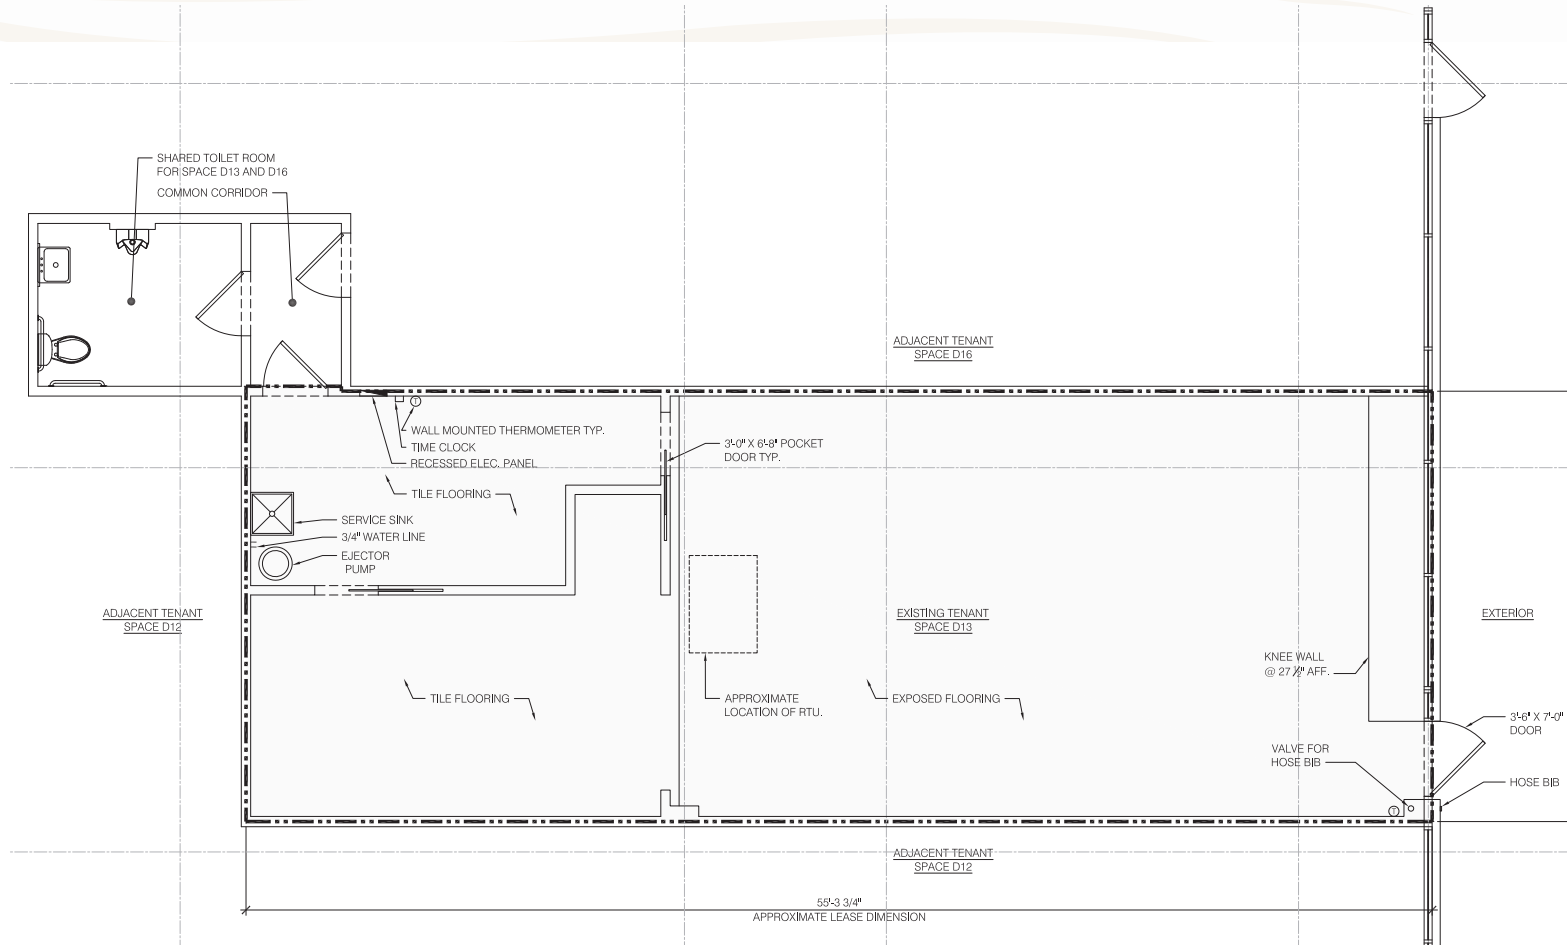 SHARED TOILET ROOM
FOR SPACE D13 AND D16
COMMON CORRIDOR
ADJACENT TENANT
SPACE D16
T
WALL MOUNTED THERMOMETER TYP.
TIME CLOCK
RECESSED ELEC. PANEL
3'-0" X 6'-8" POCKET
DOOR TYP.
TILE FLOORING
SERVICE SINK
3/4" WATER LINE
EJECTOR
PUMP
ADJACENT TENANT
SPACE D12
EXISTING TENANT
SPACE D13
EXTERIOR
KNEE WALL
@ 27 ½" AFF.
TILE FLOORING
APPROXIMATE
LOCATION OF RTU.
EXPOSED FLOORING
3'-6" X 7'-0"
DOOR
VALVE FOR
HOSE BIB
HOSE BIB
T
ADJACENT TENANT
SPACE D12
55'-3 3/4"
APPROXIMATE LEASE DIMENSION